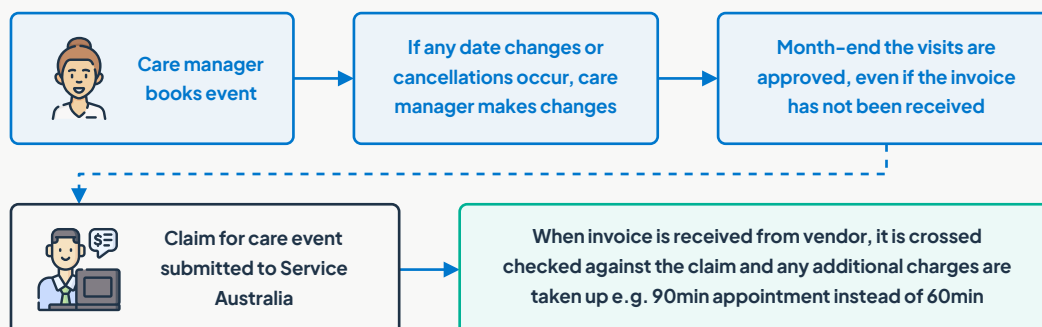 Care manager
books event
If any date changes or
cancellations occur, care
manager makes changes
Month-end the visits are
approved, even if the invoice
has not been received
$
Claim for care event
submitted to Service
Australia
When invoice is received from vendor, it is crossed
checked against the claim and any additional charges are
taken up e.g. 90min appointment instead of 60min